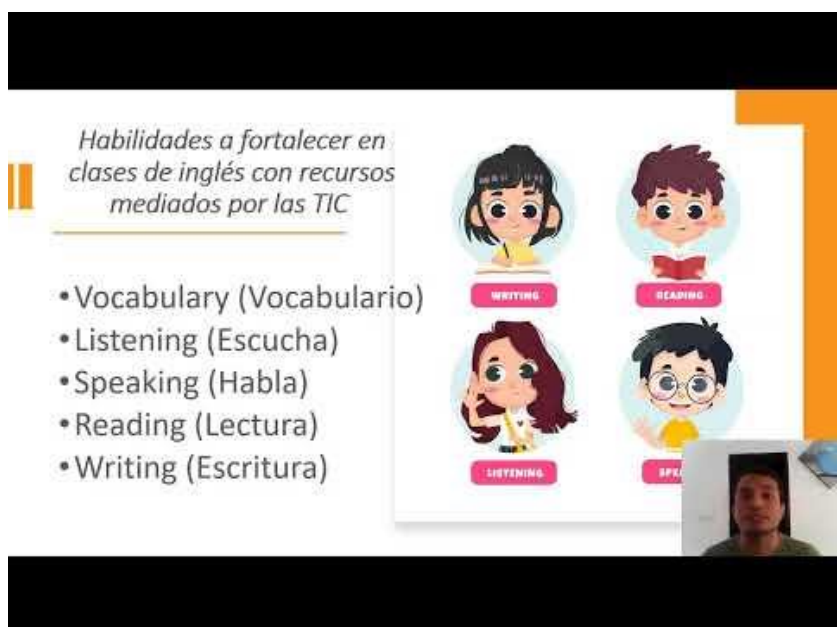 Habilidades a fortalecer en
clases de inglés con recursos
mediados por las TIC
•Vocabulary (Vocabulario)
•Listening (Escucha)
•Speaking (Habla)
•Reading (Lectura)
•Writing (Escritura)
WRITING
READING
LISTENING